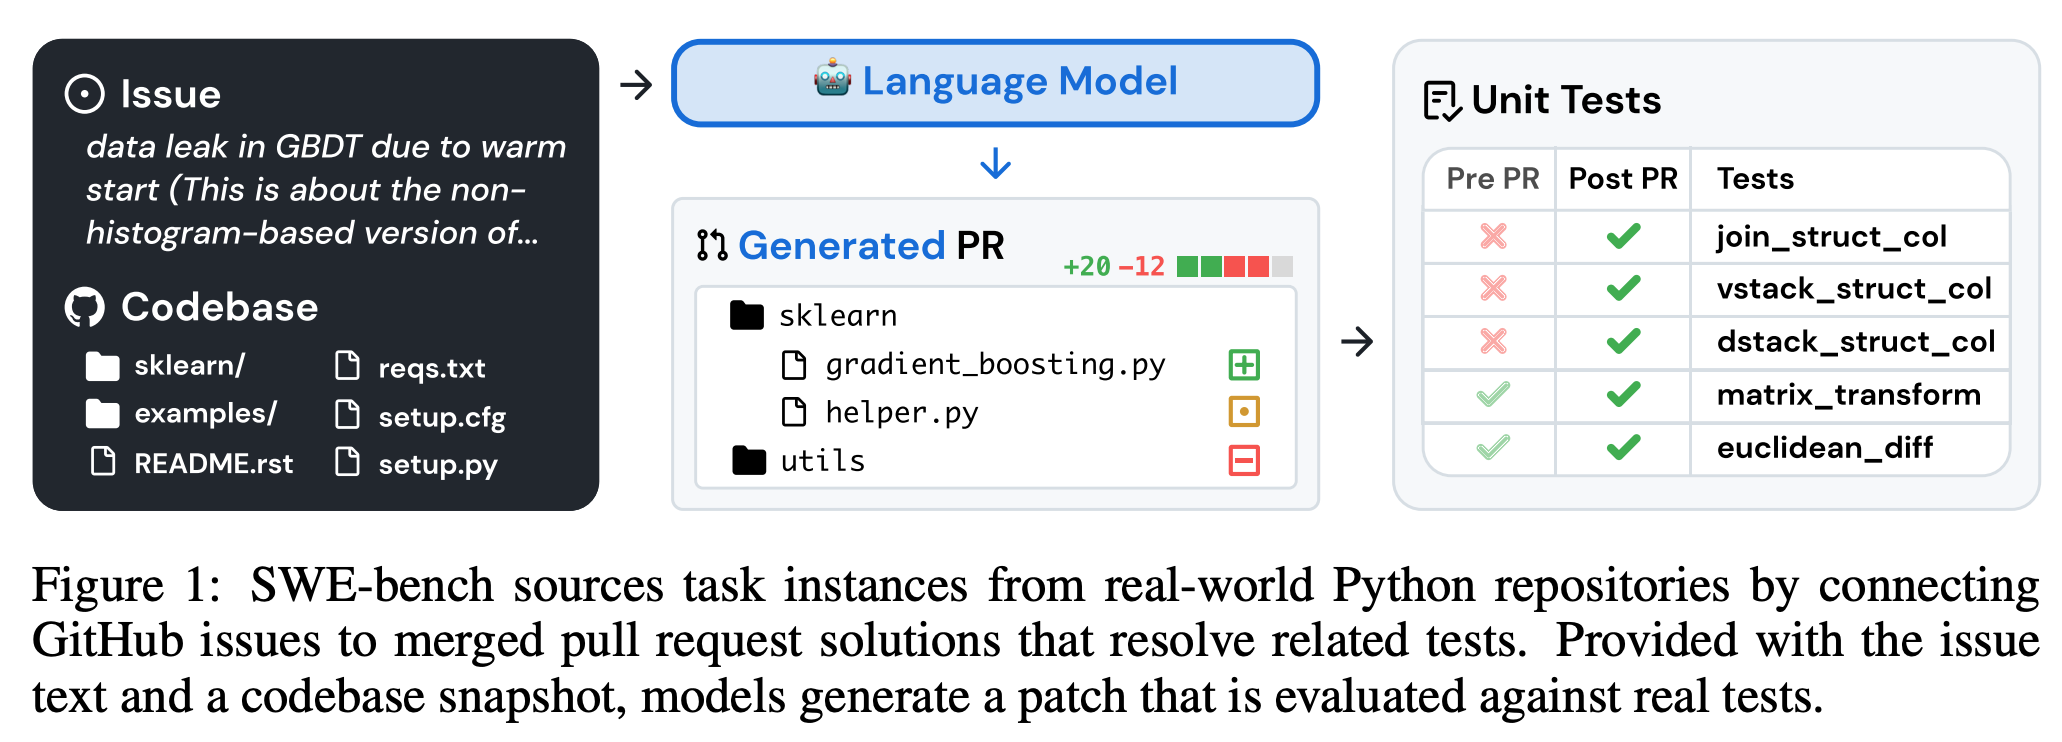 Issue
data leak in GBDT due to warm
start (This is about the non-
histogram-based version of...
Codebase
sklearn/
examples/
README.rst
reqs.txt
setup.cfg
setup.py
Language Model
Generated PR
+20 -12
sklearn
gradient_boosting.py
helper.py
utils
Unit Tests
Pre PR Post PR Tests
join_struct_col
vstack_struct_col
dstack_struct_col
matrix_transform
euclidean_diff
Figure 1: SWE-bench sources task instances from real-world Python repositories by connecting
GitHub issues to merged pull request solutions that resolve related tests. Provided with the issue
text and a codebase snapshot, models generate a patch that is evaluated against real tests.